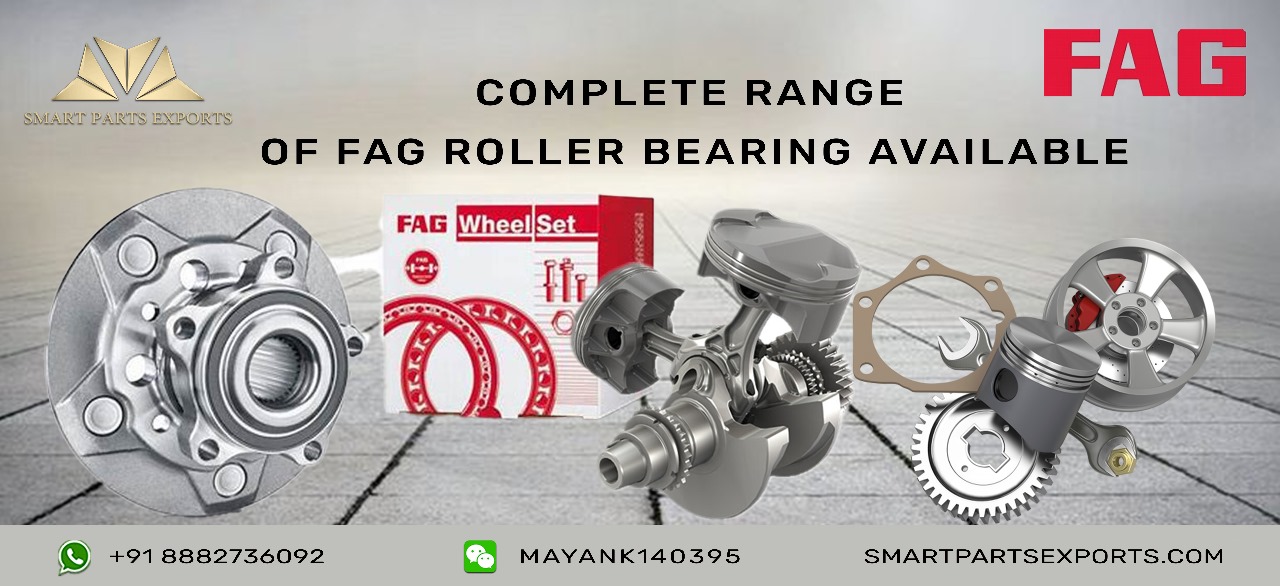 SMART PARTS EXPORTS
FAG
COMPLETE RANGE
OF FAG ROLLER BEARING AVAILABLE
FAG Wheel Set
FAG
+91 8882736092
MAYANK140395
SMARTPARTSEXPORTS.COM